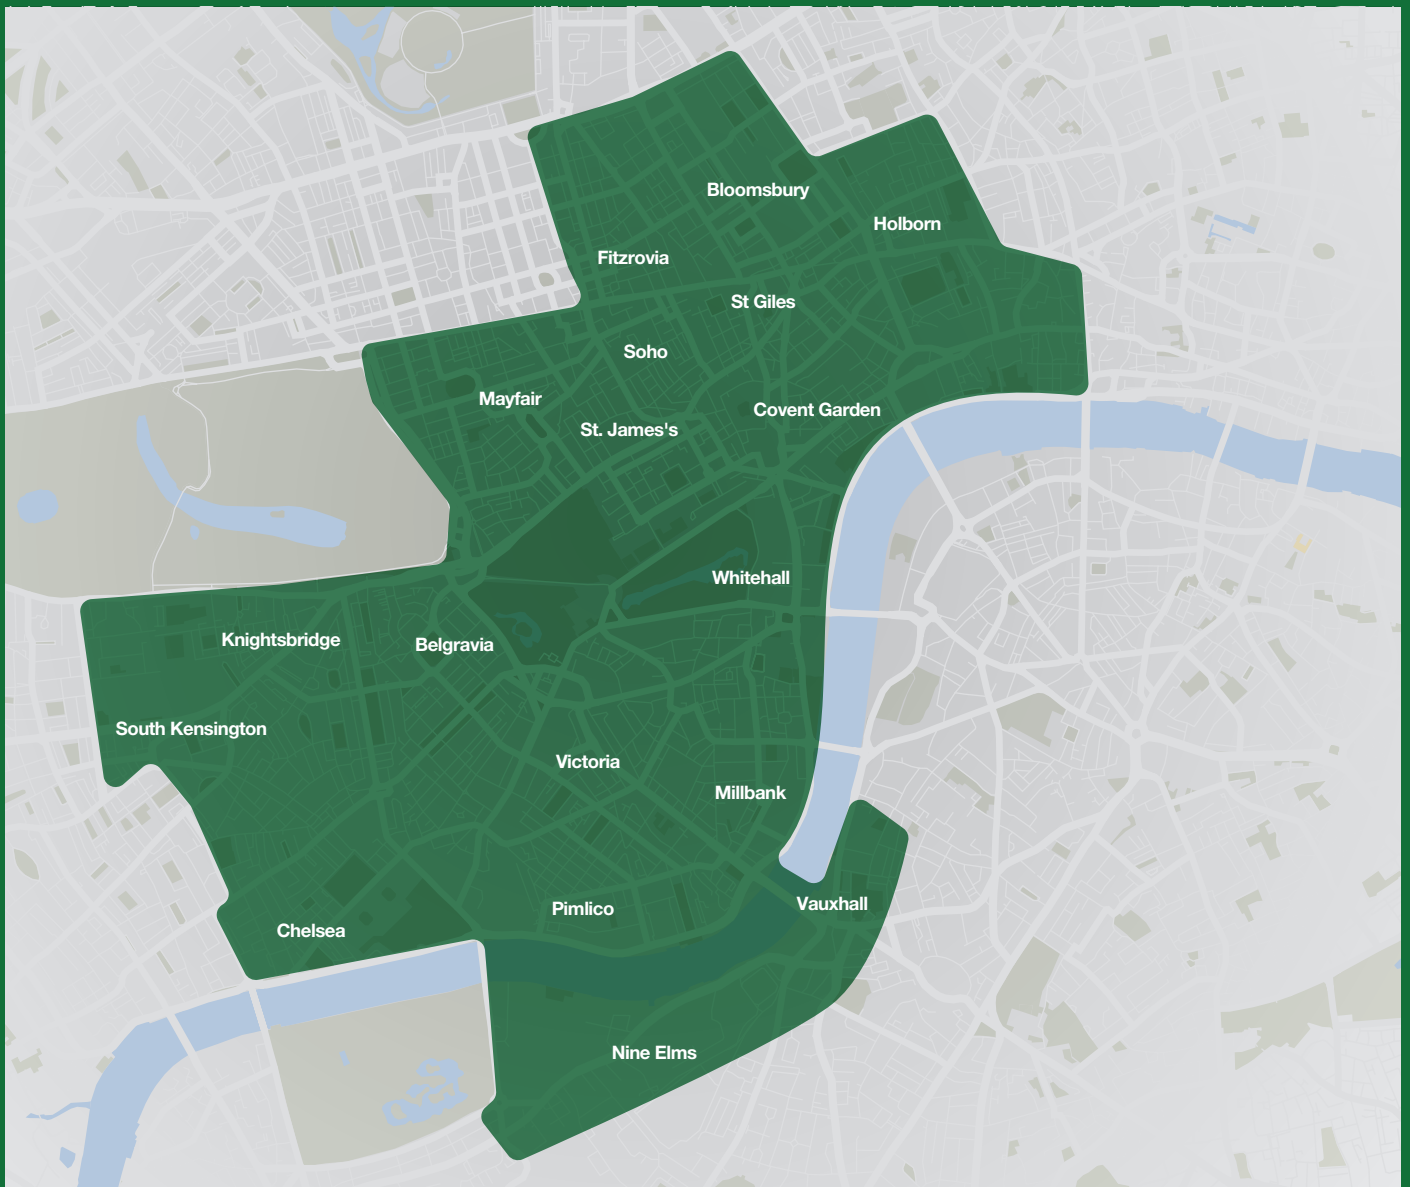 Bloomsbury
Holborn
Fitzrovia
St Giles
Soho
Mayfair
Covent Garden
St. James's
Whitehall
Knightsbridge
Belgravia
South Kensington
Victoria
Millbank
Vauxhall
Pimlico
Chelsea
Nine Elms